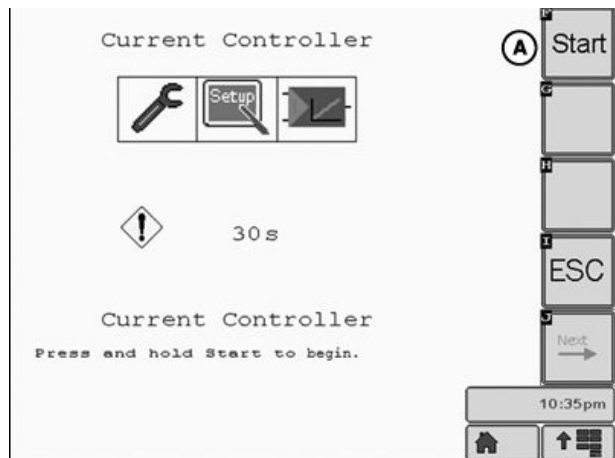 Current Controller
F
A
Start
Setup
G
H
30s
I
ESC
Current Controller
Press and hold Start to begin.
J
Next
10:35pm